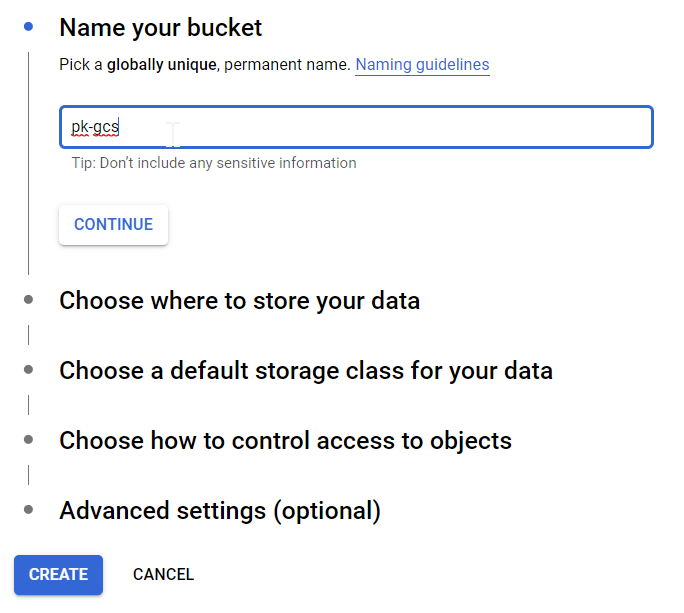 Name your bucket
Pick a globally unique, permanent name. Naming guidelines
pk-gcs
Tip: Don't include any sensitive information
CONTINUE
Choose where to store your data
Choose a default storage class for your data
Choose how to control access to objects
Advanced settings (optional)
CREATE CANCEL